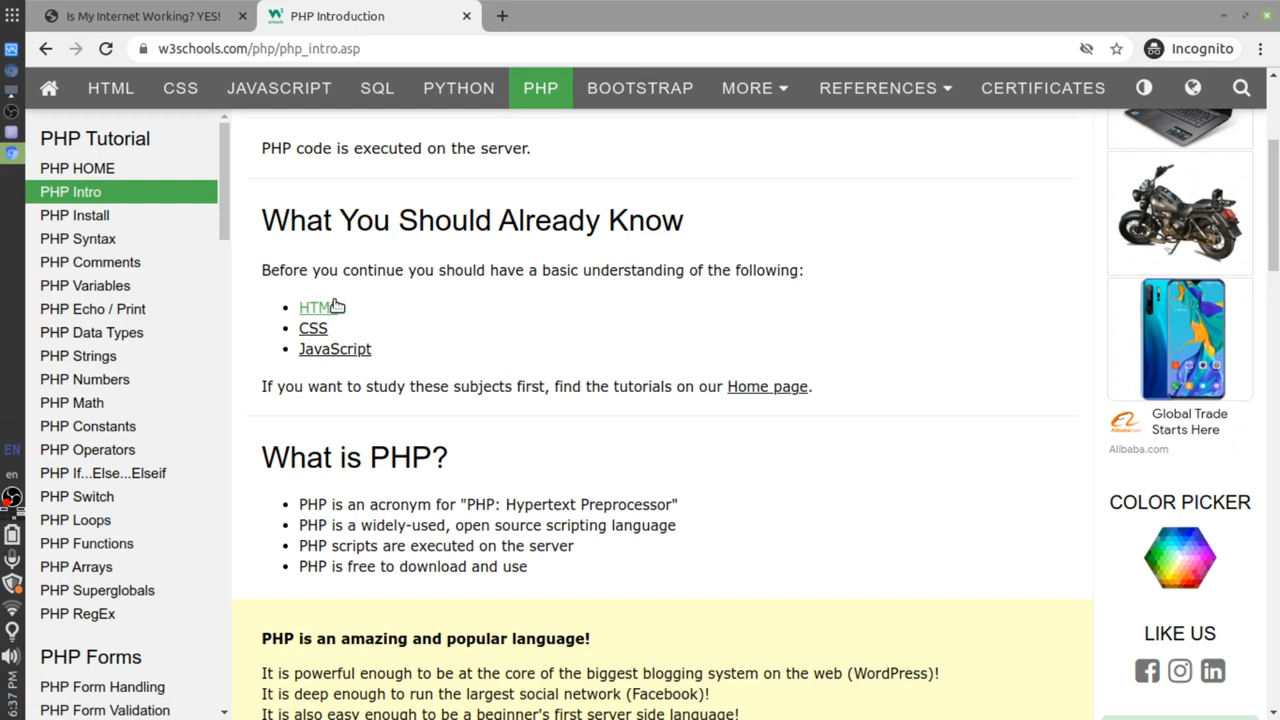 Is My Internet Working? YES!
PHP Introduction
w3schools.com/php/php_intro.asp
Incognito
HTML CSS JAVASCRIPT SQL PYTHON PHP BOOTSTRAP MORE REFERENCES CERTIFICATES
PHP Tutorial
PHP HOME
PHP Intro
PHP Install
PHP Syntax
PHP Comments
PHP Variables
PHP Echo / Print
PHP Data Types
PHP Strings
PHP Numbers
PHP Math
PHP Constants
PHP Operators
PHP If...Else...Elseif
PHP Switch
PHP Loops
PHP Functions
PHP Arrays
PHP Superglobals
PHP RegEx
PHP Forms
PHP Form Handling
PHP Form Validation
PHP code is executed on the server.
What You Should Already Know
Before you continue you should have a basic understanding of the following:
HTML
CSS
JavaScript
If you want to study these subjects first, find the tutorials on our Home page.
What is PHP?
PHP is an acronym for "PHP: Hypertext Preprocessor"
PHP is a widely-used, open source scripting language
PHP scripts are executed on the server
PHP is free to download and use
PHP is an amazing and popular language!
It is powerful enough to be at the core of the biggest blogging system on the web (WordPress)!
It is deep enough to run the largest social network (Facebook)!
It is also easy enough to be a beginner's first server side language!
Global Trade
Starts Here
Alibaba.com
COLOR PICKER
LIKE US
EN
en
6:37 PM